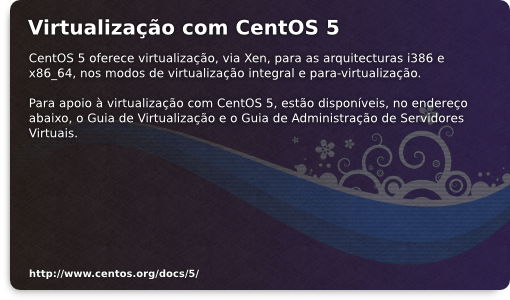 Virtualização com CentOS 5
CentOS 5 oferece virtualização, via Xen, para as arquitecturas i386 e
x86_64, nos modos de virtualização integral e para-virtualização.
Para apoio à virtualização com CentOS 5, estão disponíveis, no endereço
abaixo, o Guia de Virtualização e o Guia de Administração de Servidores
Virtuais.
http://www.centos.org/docs/5/